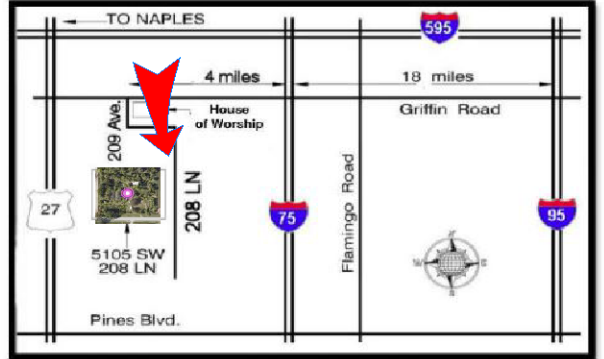 TO NAPLES
595
4 miles
18 miles
209 Ave.
House
of Worship
Griffin Road
27
208 LN
75
Flamingo Road
95
5105 SW
208 LN
N
W
E
S
Pines Blvd.